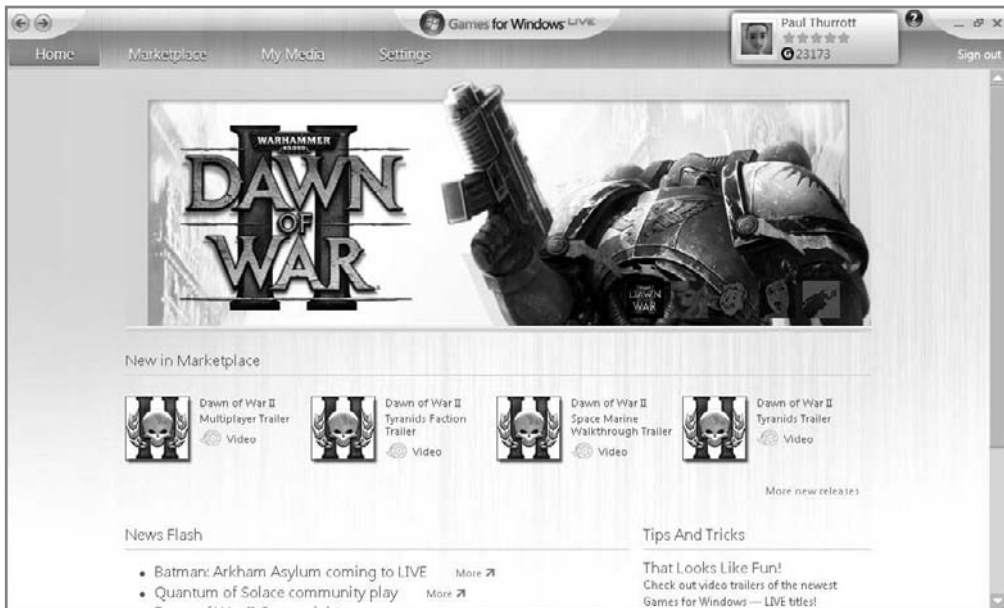 Games for Windows LIVE
Paul Thurrott
G 23173
Home
Marketplace
My Media
Settings
Sign out
WARHAMMER
40,000
DAWN
OF
WAR
II
DAWN
WAR
New in Marketplace
Dawn of War II
Multiplayer Trailer
Video
Dawn of War II
Tyranids Faction
Trailer
Video
Dawn of War II
Space Marine
Walkthrough Trailer
Video
Dawn of War II
Tyranids Trailer
Video
More new releases
News Flash
• Batman: Arkham Asylum coming to LIVE More
• Quantum of Solace community play More
Tips And Tricks
That Looks Like Fun!
Check out video trailers of the newest
Games for Windows — LIVE titles!